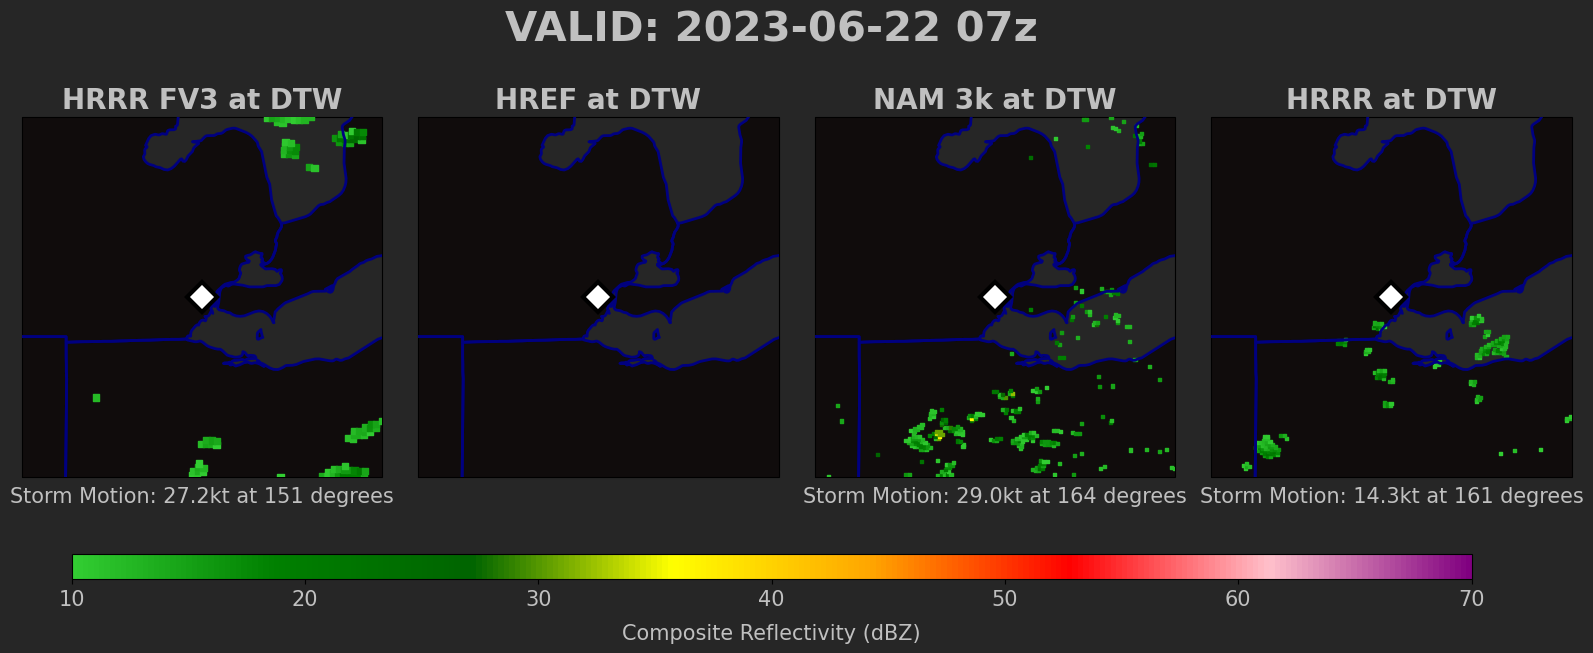 VALID: 2023-06-22 07z
HRRR FV3 at DTW
HREF at DTW
NAM 3k at DTW
HRRR at DTW
Storm Motion: 27.2kt at 151 degrees
Storm Motion: 29.0kt at 164 degrees
Storm Motion: 14.3kt at 161 degrees
10 20 30 40 50 60 70
Composite Reflectivity (dBZ)